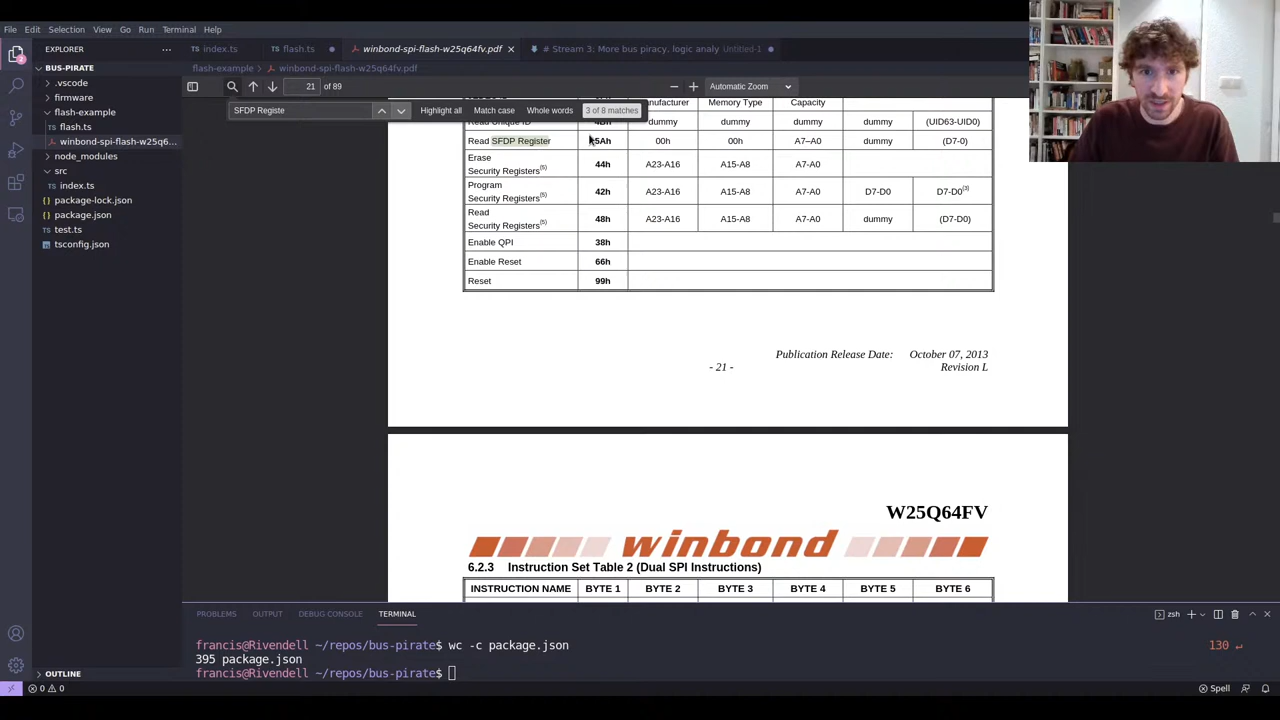 File Edit Selection View Go Run Terminal Help
EXPLORER
index.ts flash.ts winbond-spi-flash-w25q64fv.pdf # Stream 3: More bus piracy, logic analy Untitled-1
BUS-PIRATE
flash-example > winbond-spi-flash-w25q64fv.pdf
.vscode
firmware
flash-example
flash.ts
winbond-spi-flash-w25q6...
node_modules
src
index.ts
package-lock.json
package.json
test.ts
tsconfig.json
21 of 89
Automatic Zoom
SFDP Registe
Highlight all Match case Whole words 3 of 8 matches
Manufacturer Memory Type Capacity
Read Unique ID 4Bh dummy dummy dummy dummy (UID63-UID0)
Read SFDP Register 5Ah 00h 00h A7–A0 dummy (D7-0)
Erase
Security Registers(5) 44h A23-A16 A15-A8 A7-A0
Program
Security Registers(5) 42h A23-A16 A15-A8 A7-A0 D7-D0 D7-D0(3)
Read
Security Registers(5) 48h A23-A16 A15-A8 A7-A0 dummy (D7-D0)
Enable QPI 38h
Enable Reset 66h
Reset 99h
Publication Release Date: October 07, 2013
- 21 - Revision L
W25Q64FV
winbond
6.2.3 Instruction Set Table 2 (Dual SPI Instructions)
INSTRUCTION NAME BYTE 1 BYTE 2 BYTE 3 BYTE 4 BYTE 5 BYTE 6
PROBLEMS OUTPUT DEBUG CONSOLE TERMINAL
zsh
francis@Rivendell ~/repos/bus-pirate$ wc -c package.json 130 ↵
395 package.json
francis@Rivendell ~/repos/bus-pirate$
OUTLINE
0 0
Spell